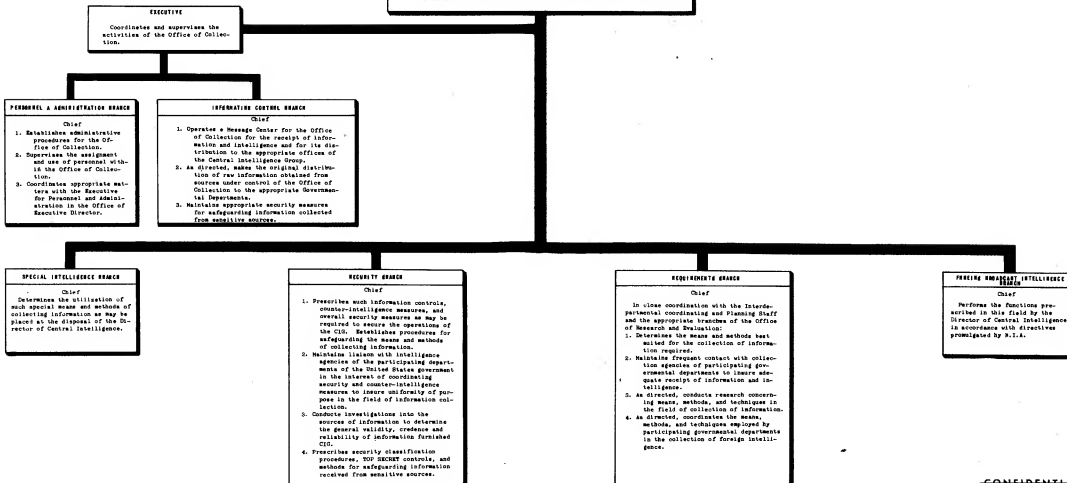 EXECUTIVE
Coordinates and supervises the
activities of the Office of Collec-
tion.
PERSONNEL & ADMINISTRATION BRANCH
Chief
1. Establishes administrative
procedures for the Of-
fice of Collection.
2. Supervises the assignment
and use of personnel with-
in the Office of Collec-
tion.
3. Coordinates appropriate mat-
ters with the Executive
for Personnel and Admini-
stration in the Office of
Executive Director.
INFORMATION CONTROL BRANCH
Chief
1. Operates a Message Center for the Office
of Collection for the receipt of infor-
mation and intelligence and for its dis-
tribution to the appropriate offices of
the Central Intelligence Group.
2. As directed, makes the original distribu-
tion of raw information obtained from
sources under control of the Office of
Collection to the appropriate Governmen-
tal Departments.
3. Maintains appropriate security measures
for safeguarding information collected
from sensitive sources.
SPECIAL INTELLIGENCE BRANCH
Chief
Determines the utilization of
such special means and methods of
collecting information as may be
placed at the disposal of the Di-
rector of Central Intelligence.
SECURITY BRANCH
Chief
1. Prescribes such information controls,
counter-intelligence measures, and
overall security measures as may be
required to secure the operations of
the CIG. Establishes procedures for
safeguarding the means and methods
of collecting information.
2. Maintains liaison with intelligence
agencies of the participating depart-
ments of the United States government
in the interest of coordinating
security and counter-intelligence
measures to insure uniformity of pur-
pose in the field of information col-
lection.
3. Conducts investigations into the
sources of information to determine
the general validity, credence and
reliability of information furnished
CIG.
4. Prescribes security classification
procedures, TOP SECRET controls, and
methods for safeguarding information
received from sensitive sources.
REQUIREMENTS BRANCH
Chief
In close coordination with the Interde-
partmental coordinating and Planning Staff
and the appropriate branches of the Office
of Research and Evaluation:
1. Determines the means and methods best
suited for the collection of informa-
tion required.
2. Maintains frequent contact with collec-
tion agencies of participating gov-
ernmental departments to insure ade-
quate receipt of information and in-
telligence.
3. As directed, conducts research concern-
ing means, methods, and techniques in
the field of collection of information.
4. As directed, coordinates the means,
methods, and techniques employed by
participating governmental departments
in the collection of foreign intelli-
gence.
FOREIGN BROADCAST INTELLIGENCE
BRANCH
Chief
Performs the functions pre-
scribed in this field by the
Director of Central Intelligence
in accordance with directives
promulgated by N.I.A.